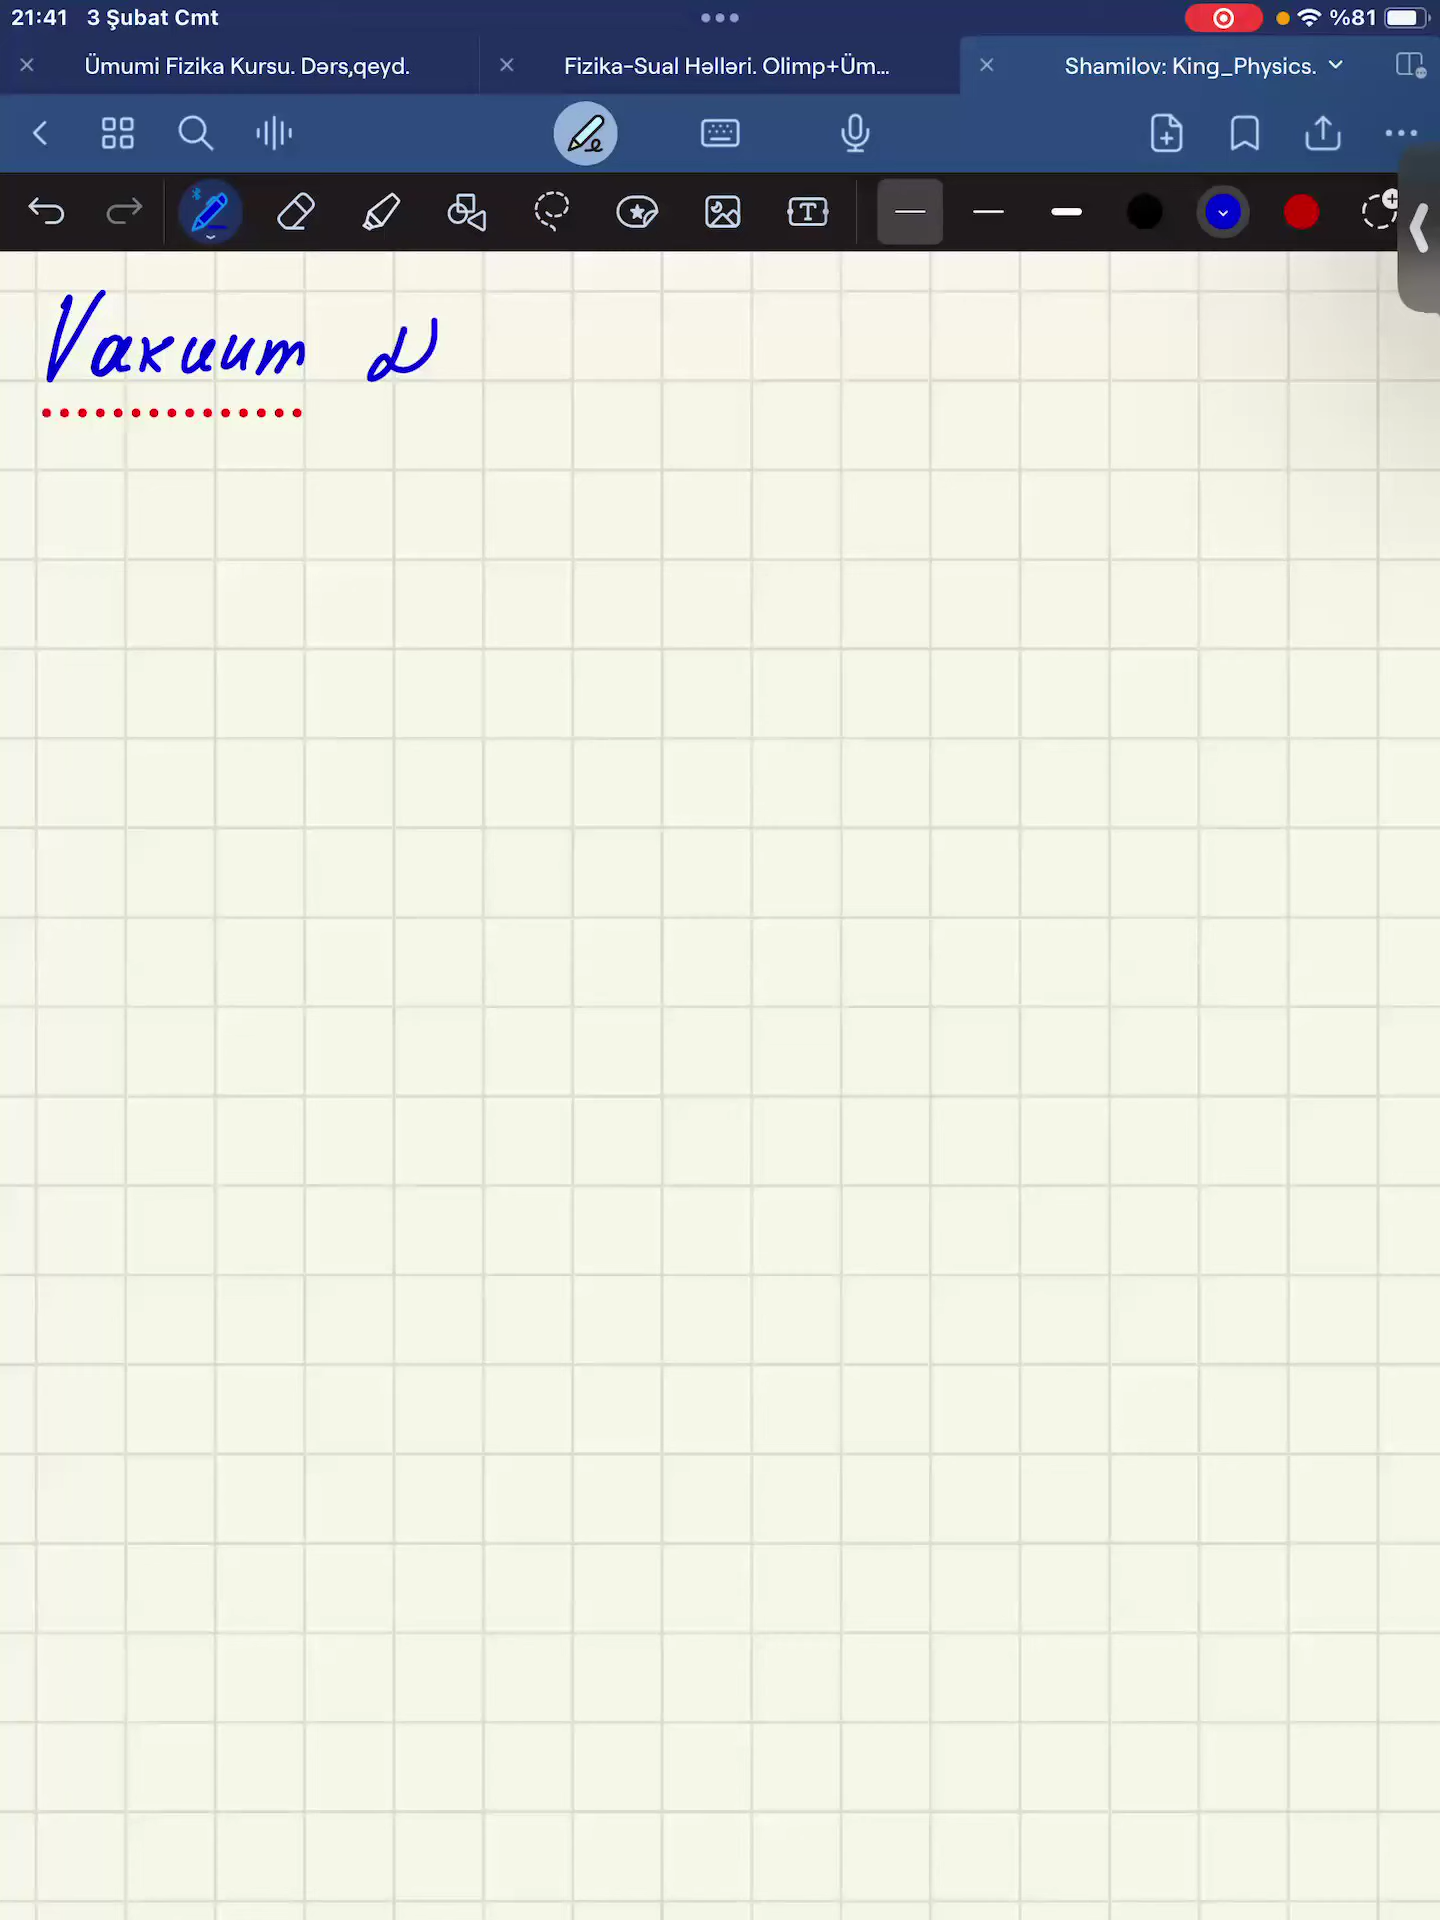 21:41 3 Şubat Cmt %81
Ümumi Fizika Kursu. Dərs,qeyd. Fizika-Sual Həlləri. Olimp+Üm... Shamilov: King_Physics.
Vakuum